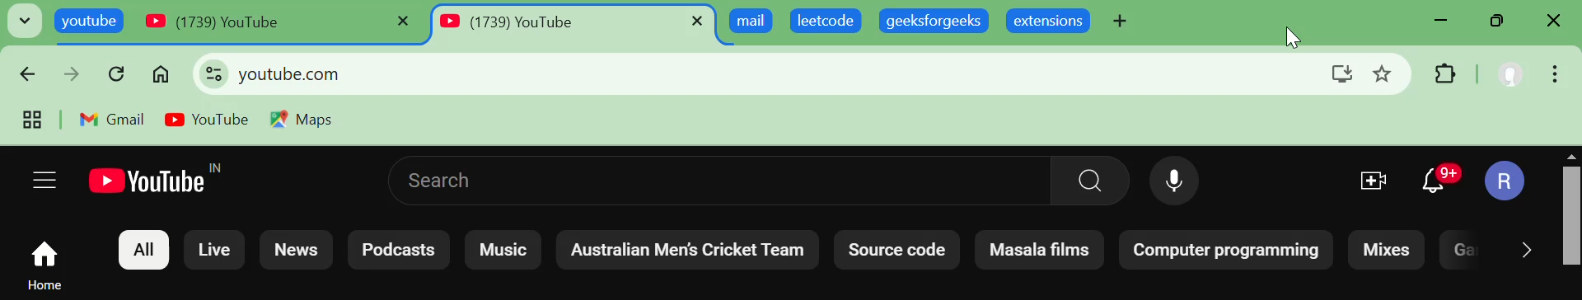 youtube (1739) YouTube (1739) YouTube mail leetcode geeksforgeeks extensions
youtube.com
Gmail YouTube Maps
YouTube IN Search 9+ R
All Live News Podcasts Music Australian Men's Cricket Team Source code Masala films Computer programming Mixes
Home